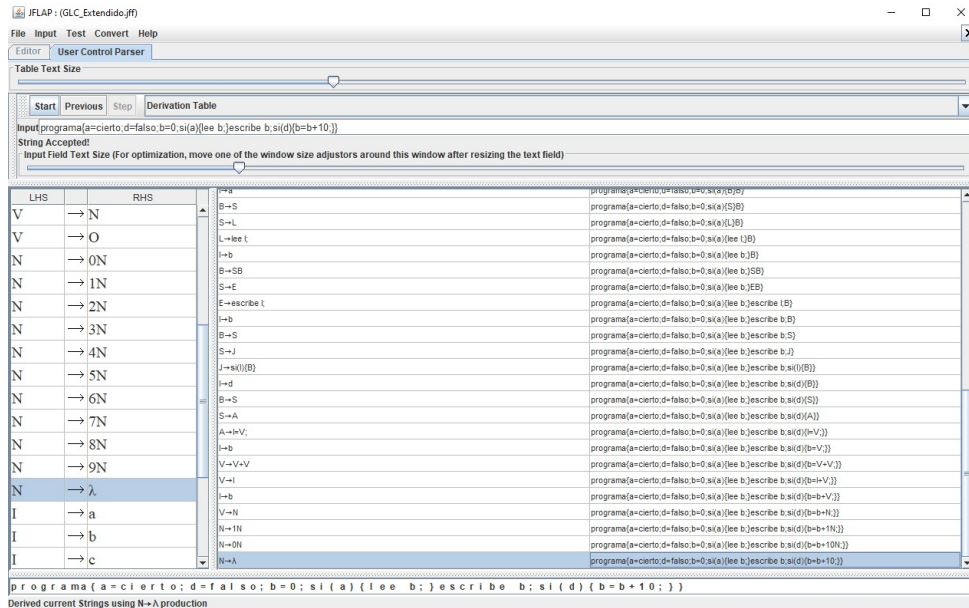 JFLAP : (GLC_Extendido.jff)
File Input Test Convert Help
Editor User Control Parser
Table Text Size
Start Previous Step Derivation Table
Input programa{a=cierto;d=falso;b=0;si(a){lee b;}escribe b;si(d){b=b+10;}}
String Accepted!
Input Field Text Size (For optimization, move one of the window size adjustors around this window after resizing the text field)
LHS RHS
V → N
V → O
N → 0N
N → 1N
N → 2N
N → 3N
N → 4N
N → 5N
N → 6N
N → 7N
N → 8N
N → 9N
N → λ
I → a
I → b
I → c
I→a programa{a=cierto;d=falso;b=0;si(a){B}B}
B→S programa{a=cierto;d=falso;b=0;si(a){S}B}
S→L programa{a=cierto;d=falso;b=0;si(a){L}B}
L→lee I; programa{a=cierto;d=falso;b=0;si(a){lee I;}B}
I→b programa{a=cierto;d=falso;b=0;si(a){lee b;}B}
B→SB programa{a=cierto;d=falso;b=0;si(a){lee b;}SB}
S→E programa{a=cierto;d=falso;b=0;si(a){lee b;}EB}
E→escribe I; programa{a=cierto;d=falso;b=0;si(a){lee b;}escribe I;B}
I→b programa{a=cierto;d=falso;b=0;si(a){lee b;}escribe b;B}
B→S programa{a=cierto;d=falso;b=0;si(a){lee b;}escribe b;S}
S→J programa{a=cierto;d=falso;b=0;si(a){lee b;}escribe b;J}
J→si(I){B} programa{a=cierto;d=falso;b=0;si(a){lee b;}escribe b;si(I){B}}
I→d programa{a=cierto;d=falso;b=0;si(a){lee b;}escribe b;si(d){B}}
B→S programa{a=cierto;d=falso;b=0;si(a){lee b;}escribe b;si(d){S}}
S→A programa{a=cierto;d=falso;b=0;si(a){lee b;}escribe b;si(d){A}}
A→I=V; programa{a=cierto;d=falso;b=0;si(a){lee b;}escribe b;si(d){I=V;}}
I→b programa{a=cierto;d=falso;b=0;si(a){lee b;}escribe b;si(d){b=V;}}
V→V+V programa{a=cierto;d=falso;b=0;si(a){lee b;}escribe b;si(d){b=V+V;}}
V→I programa{a=cierto;d=falso;b=0;si(a){lee b;}escribe b;si(d){b=I+V;}}
I→b programa{a=cierto;d=falso;b=0;si(a){lee b;}escribe b;si(d){b=b+V;}}
V→N programa{a=cierto;d=falso;b=0;si(a){lee b;}escribe b;si(d){b=b+N;}}
N→1N programa{a=cierto;d=falso;b=0;si(a){lee b;}escribe b;si(d){b=b+1N;}}
N→0N programa{a=cierto;d=falso;b=0;si(a){lee b;}escribe b;si(d){b=b+10N;}}
N→λ programa{a=cierto;d=falso;b=0;si(a){lee b;}escribe b;si(d){b=b+10;}}
p r o g r a m a { a = c i e r t o ; d = f a l s o ; b = 0 ; s i ( a ) { l e e b ; } e s c r i b e b ; s i ( d ) { b = b + 1 0 ; } }
Derived current Strings using N→λ production